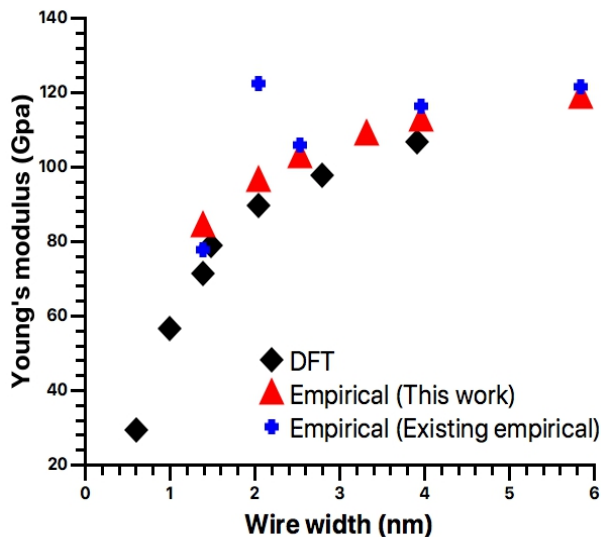 140
120
100
80
60
40
20
0 1 2 3 4 5 6
Young's modulus (Gpa)
Wire width (nm)
DFT
Empirical (This work)
Empirical (Existing empirical)